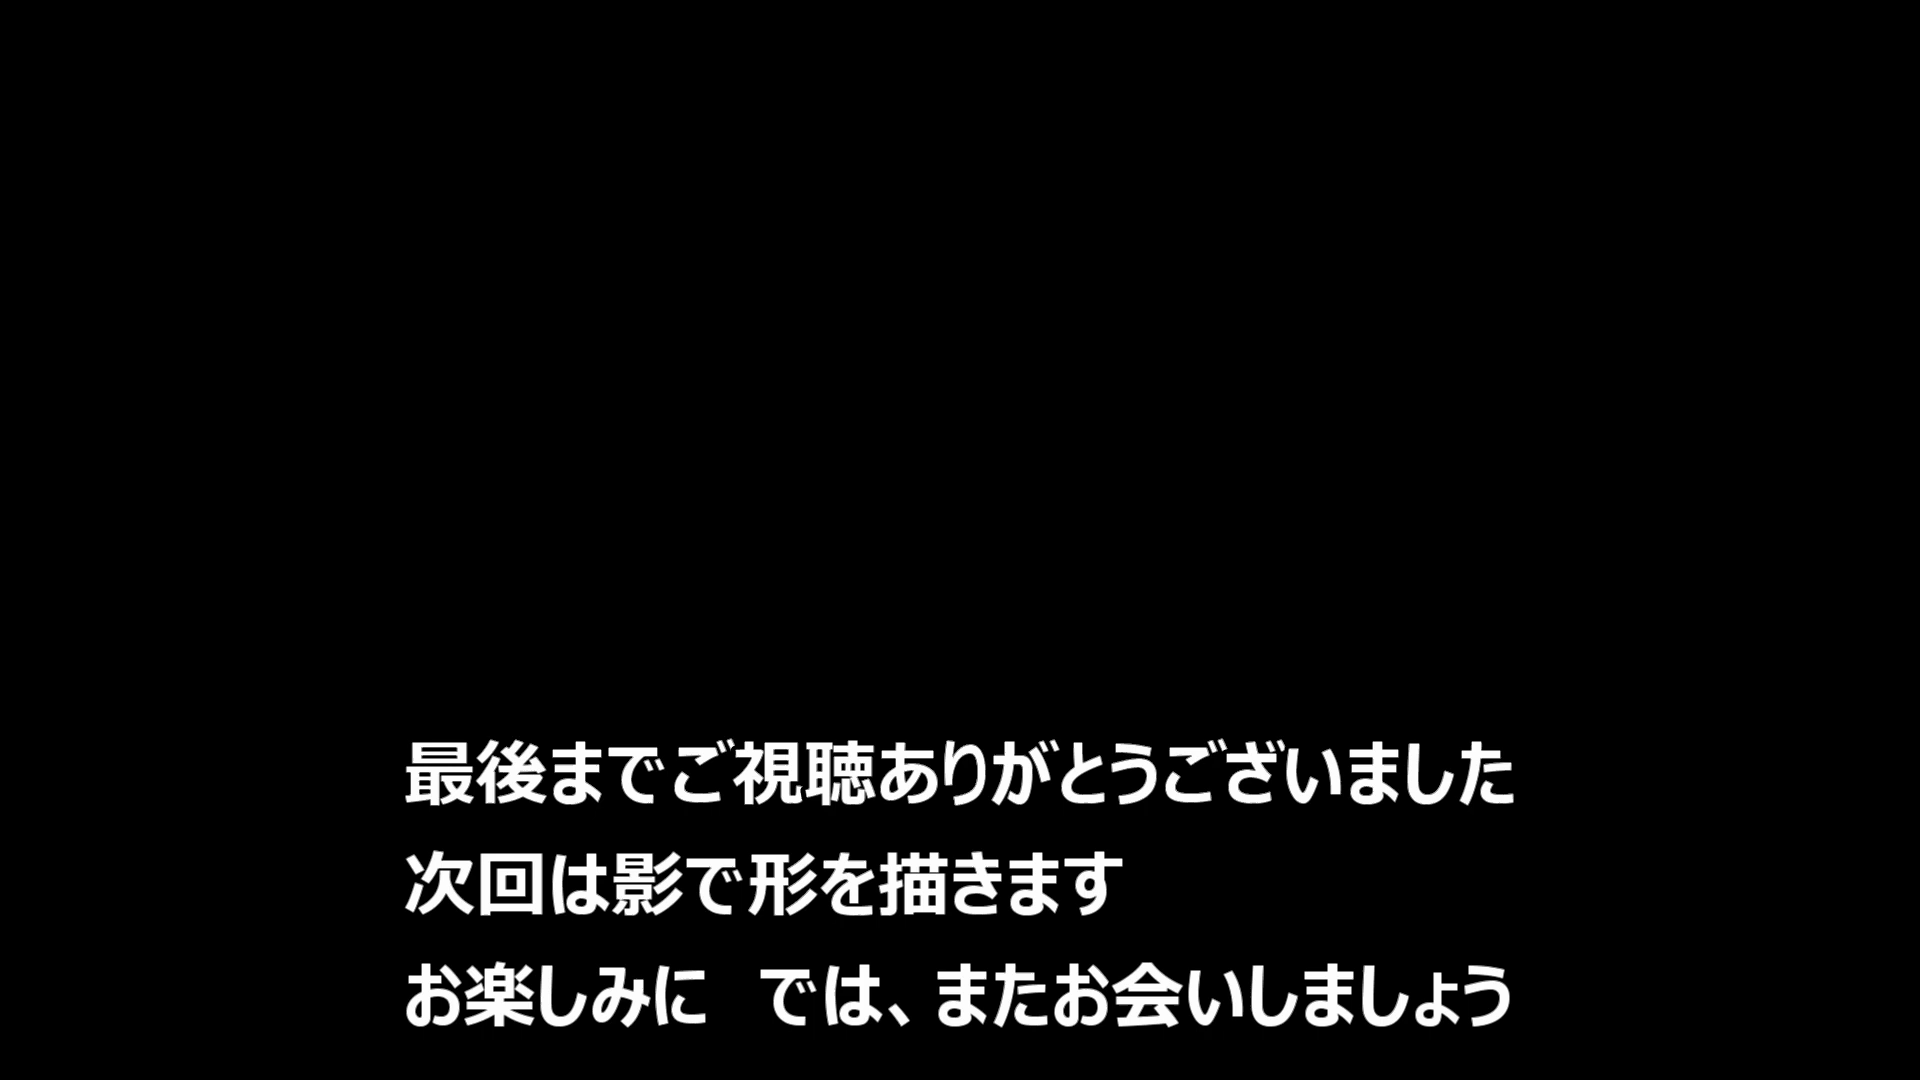 最後までご視聴ありがとうございました
次回は影で形を描きます
お楽しみに　では、またお会いしましょう